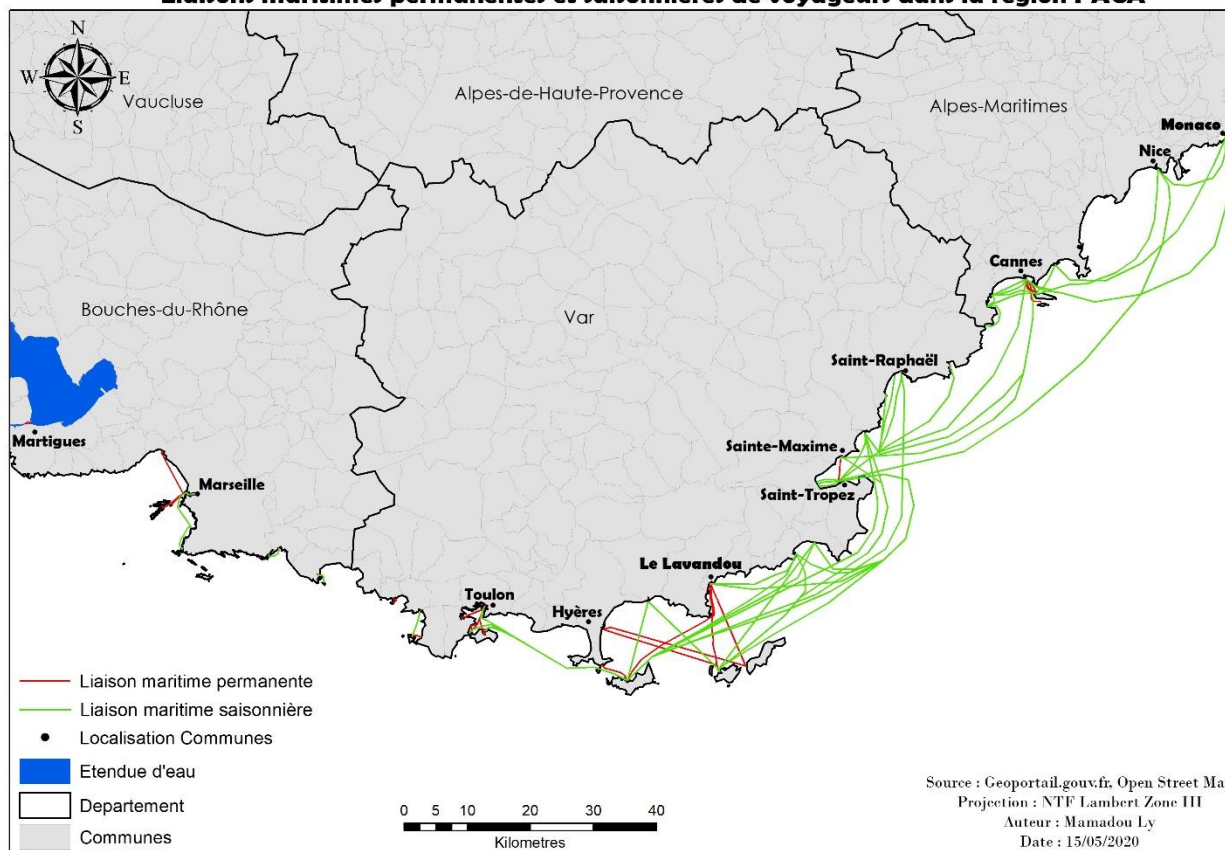 Liaisons maritimes permanentes et saisonnières de voyageurs dans la région PACA
N
W E
S
Vaucluse
Alpes-de-Haute-Provence
Alpes-Maritimes
Monaco
Nice
Cannes
Bouches-du-Rhône
Var
Saint-Raphaël
Martigues
Sainte-Maxime
Marseille
Saint-Tropez
Le Lavandou
Toulon
Hyères
Liaison maritime permanente
Liaison maritime saisonnière
Localisation Communes
Etendue d'eau
Departement
Communes
0 5 10 20 30 40
Kilometres
Source : Geoportail.gouv.fr, Open Street Ma
Projection : NTF Lambert Zone III
Auteur : Mamadou Ly
Date : 15/05/2020